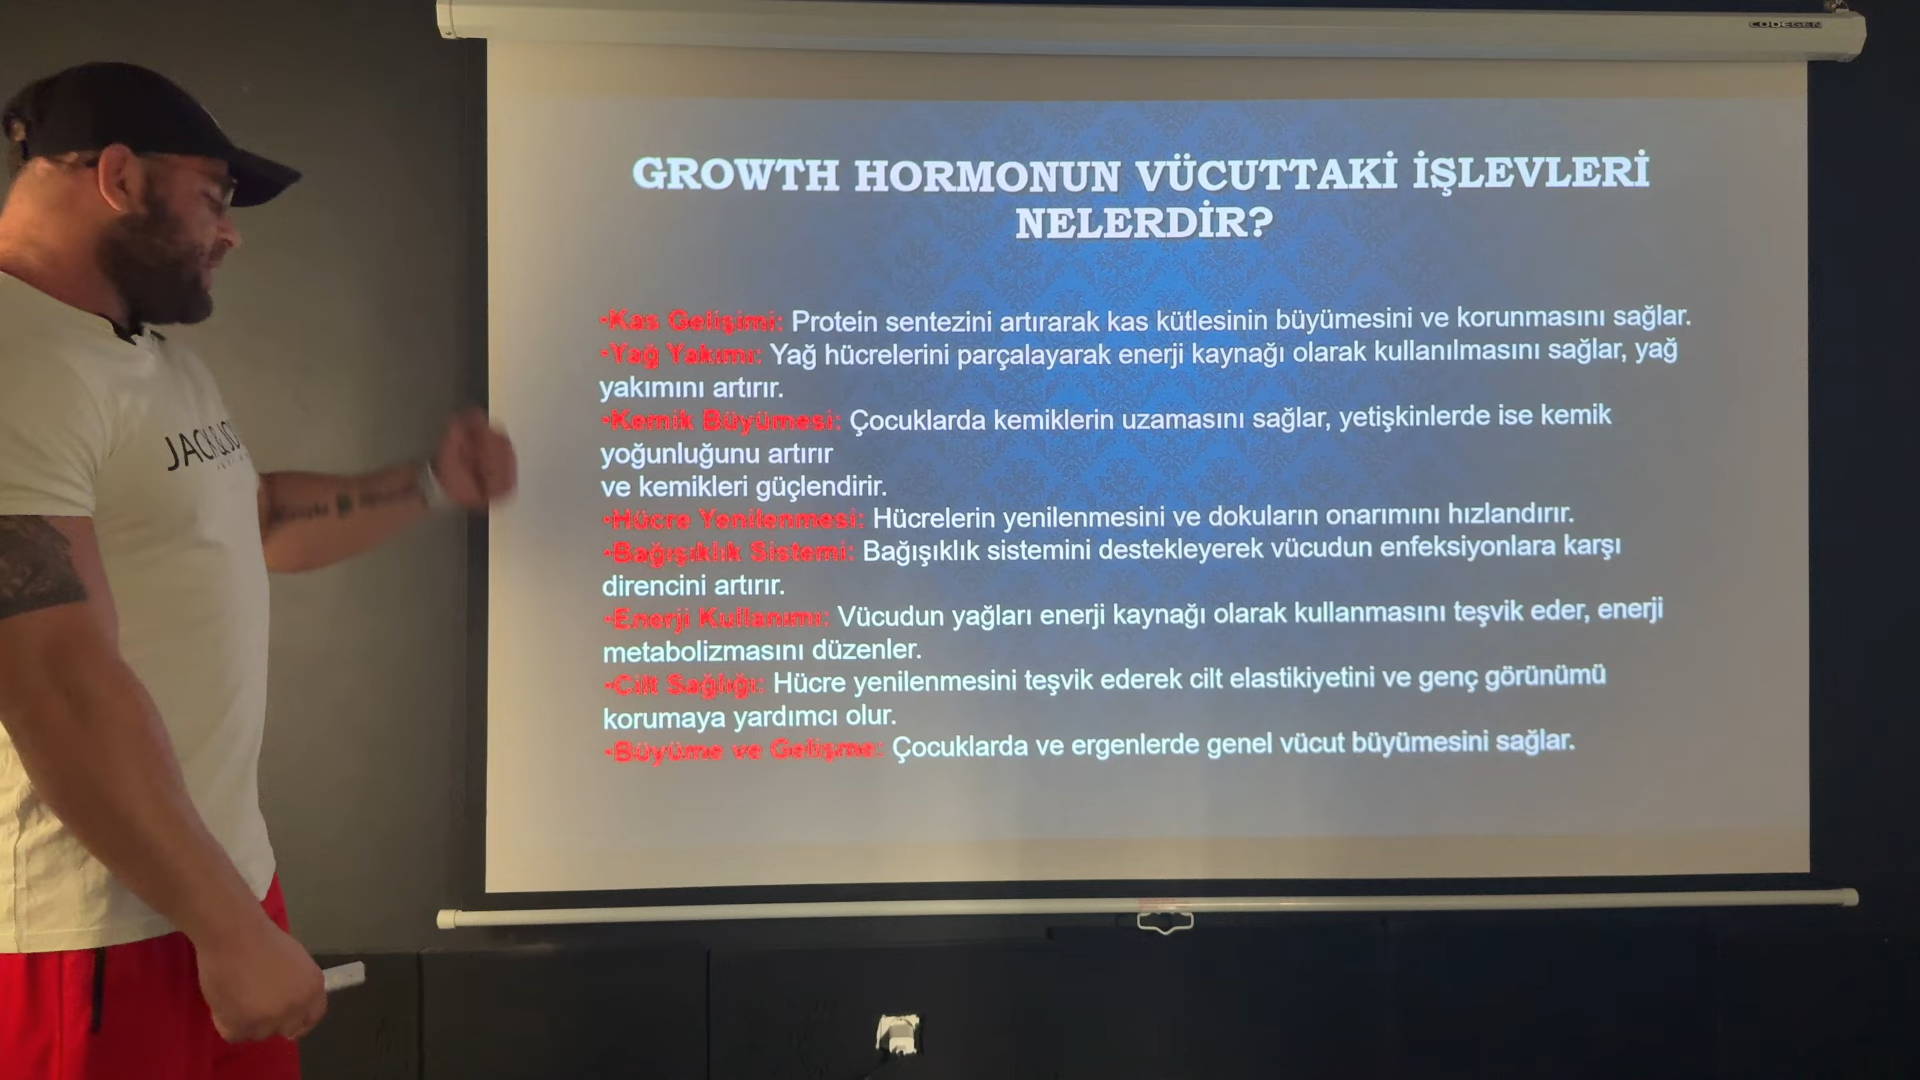 CODEGEN
GROWTH HORMONUN VÜCUTTAKİ İŞLEVLERİ
NELERDİR?
-Kas Gelişimi: Protein sentezini artırarak kas kütlesinin büyümesini ve korunmasını sağlar.
-Yağ Yakımı: Yağ hücrelerini parçalayarak enerji kaynağı olarak kullanılmasını sağlar, yağ
yakımını artırır.
-Kemik Büyümesi: Çocuklarda kemiklerin uzamasını sağlar, yetişkinlerde ise kemik
yoğunluğunu artırır
ve kemikleri güçlendirir.
-Hücre Yenilenmesi: Hücrelerin yenilenmesini ve dokuların onarımını hızlandırır.
-Bağışıklık Sistemi: Bağışıklık sistemini destekleyerek vücudun enfeksiyonlara karşı
direncini artırır.
-Enerji Kullanımı: Vücudun yağları enerji kaynağı olarak kullanmasını teşvik eder, enerji
metabolizmasını düzenler.
-Cilt Sağlığı: Hücre yenilenmesini teşvik ederek cilt elastikiyetini ve genç görünümü
korumaya yardımcı olur.
-Büyüme ve Gelişme: Çocuklarda ve ergenlerde genel vücut büyümesini sağlar.
JACK & JO